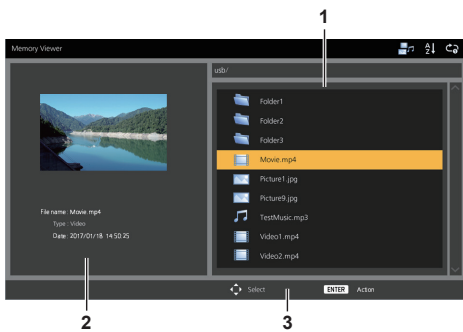 1
Memory Viewer
usb/
Folder1
Folder2
Folder3
Movie.mp4
Picture1.jpg
Picture9.jpg
TestMusic.mp3
Video1.mp4
Video2.mp4
File name : Movie.mp4
Type : Video
Date : 2017/01/18 14:50:25
Select
ENTER Action
2
3